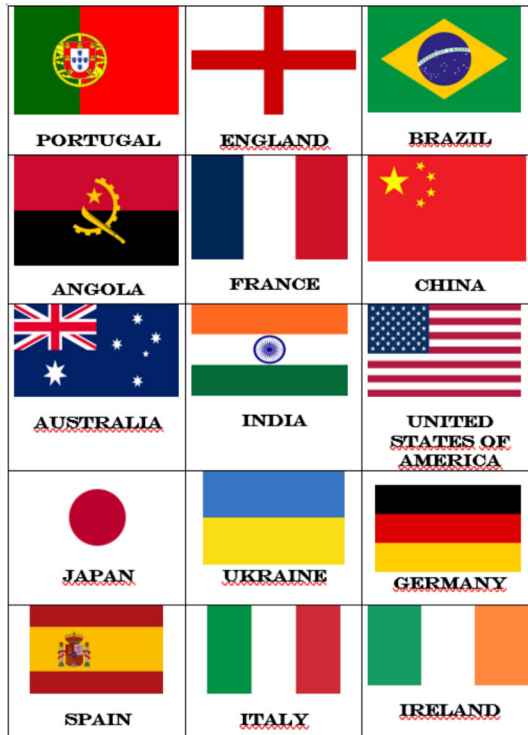 PORTUGAL
ENGLAND
BRAZIL
ANGOLA
FRANCE
CHINA
AUSTRALIA
INDIA
UNITED
STATES OF
AMERICA
JAPAN
UKRAINE
GERMANY
SPAIN
ITALY
IRELAND